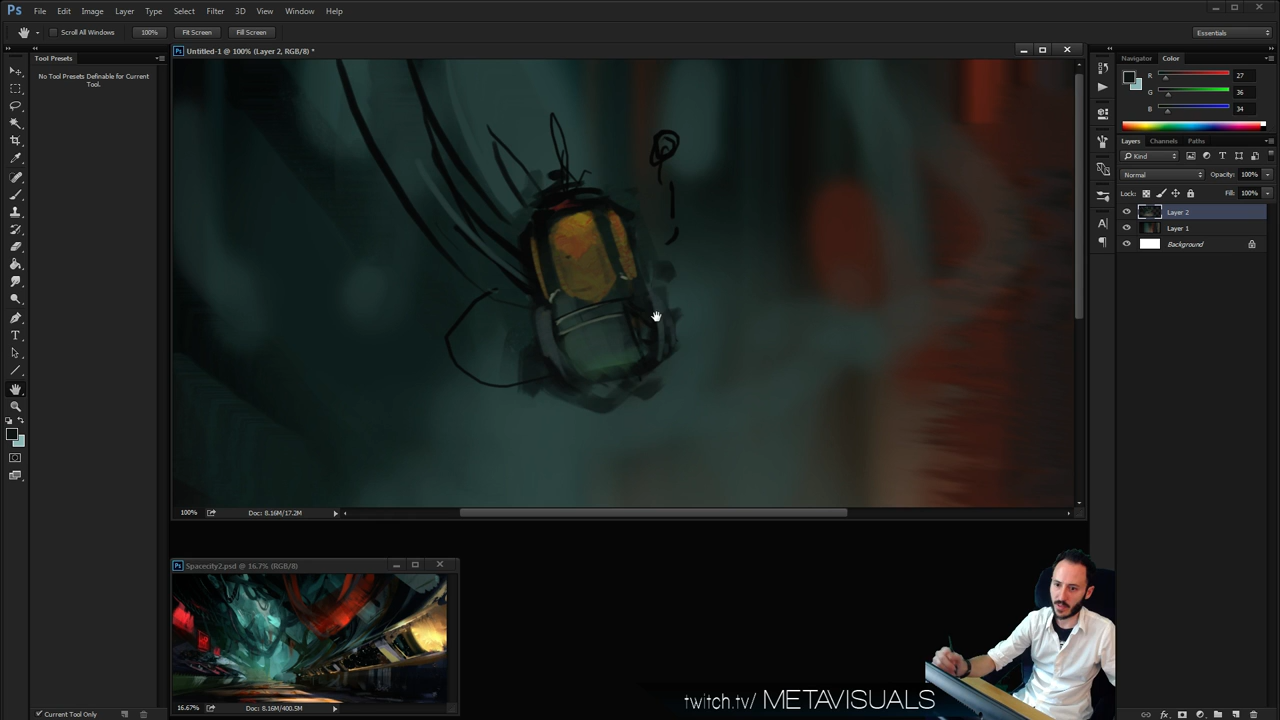 Ps File Edit Image Layer Type Select Filter 3D View Window Help
Scroll All Windows 100% Fit Screen Fill Screen Essentials
Tool Presets
No Tool Presets Definable for Current Tool.
Current Tool Only
Untitled-1 @ 100% (Layer 2, RGB/8) *
100% Doc: 8.16M/17.2M
Spacecity2.psd @ 16.7% (RGB/8)
16.67% Doc: 8.16M/400.5M
Navigator Color
R 27
G 36
B 34
Layers Channels Paths
Kind
Normal Opacity: 100%
Lock: Fill: 100%
Layer 2
Layer 1
Background
twitch.tv/ METAVISUALS